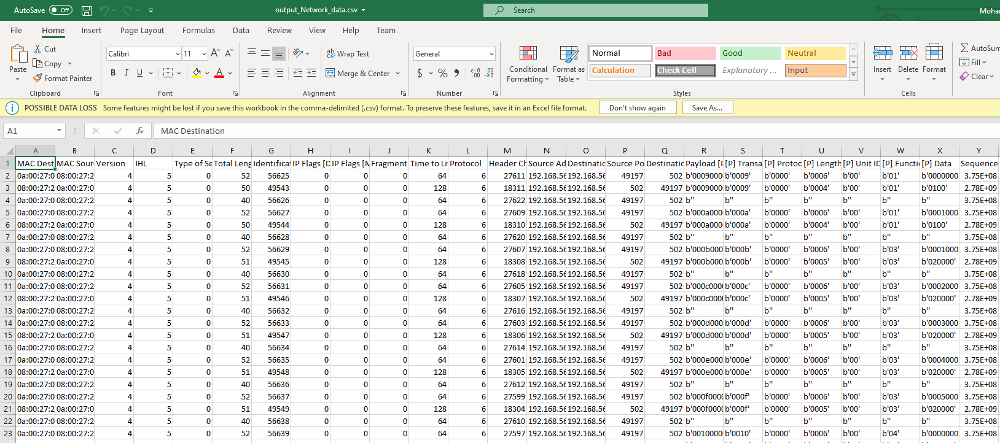 AutoSave Off output_Network_data.csv Search Mohar
File Home Insert Page Layout Formulas Data Review View Help Team
Paste Cut Copy Format Painter Clipboard
Calibri 11 A A B I U A Font
Wrap Text Merge & Center Alignment
General $ % Number
Conditional Formatting Format as Table Normal Bad Good Neutral Calculation Check Cell Explanatory ... Input Styles
Insert Delete Format Cells
AutoSum Fill Clear
POSSIBLE DATA LOSS Some features might be lost if you save this workbook in the comma-delimited (.csv) format. To preserve these features, save it in an Excel file format. Don't show again Save As...
A1 fx MAC Destination
A B C D E F G H I J K L M N O P Q R S T U V W X Y
1 MAC Dest MAC Sour Version IHL Type of Se Total Leng Identificat IP Flags [D IP Flags [M Fragment Time to Li Protocol Header Ch Source Ad Destinatic Source Po Destinatic Payload [F [P] Transa [P] Protoc [P] Length [P] Unit ID [P] Functi [P] Data Sequence
2 0a:00:27:0 08:00:27:2 4 5 0 52 56625 0 0 0 64 6 27611 192.168.56 192.168.56 49197 502 b'0009000 b'0009' b'0000' b'0006' b'00' b'01' b'0000000 3.75E+08
3 08:00:27:2 0a:00:27:0 4 5 0 50 49543 0 0 0 128 6 18311 192.168.56 192.168.56 502 49197 b'0009000 b'0009' b'0000' b'0004' b'00' b'01' b'0100' 2.78E+09
4 0a:00:27:0 08:00:27:2 4 5 0 40 56626 0 0 0 64 6 27622 192.168.56 192.168.56 49197 502 b'' b'' b'' b'' b'' b'' b'' 3.75E+08
5 0a:00:27:0 08:00:27:2 4 5 0 52 56627 0 0 0 64 6 27609 192.168.56 192.168.56 49197 502 b'000a000 b'000a' b'0000' b'0006' b'00' b'01' b'0001000 3.75E+08
6 08:00:27:2 0a:00:27:0 4 5 0 50 49544 0 0 0 128 6 18310 192.168.56 192.168.56 502 49197 b'000a000 b'000a' b'0000' b'0004' b'00' b'01' b'0100' 2.78E+09
7 0a:00:27:0 08:00:27:2 4 5 0 40 56628 0 0 0 64 6 27620 192.168.56 192.168.56 49197 502 b'' b'' b'' b'' b'' b'' b'' 3.75E+08
8 0a:00:27:0 08:00:27:2 4 5 0 52 56629 0 0 0 64 6 27607 192.168.56 192.168.56 49197 502 b'000b000 b'000b' b'0000' b'0006' b'00' b'03' b'0001000 3.75E+08
9 08:00:27:2 0a:00:27:0 4 5 0 51 49545 0 0 0 128 6 18308 192.168.56 192.168.56 502 49197 b'000b000 b'000b' b'0000' b'0005' b'00' b'03' b'020000' 2.78E+09
10 0a:00:27:0 08:00:27:2 4 5 0 40 56630 0 0 0 64 6 27618 192.168.56 192.168.56 49197 502 b'' b'' b'' b'' b'' b'' b'' 3.75E+08
11 0a:00:27:0 08:00:27:2 4 5 0 52 56631 0 0 0 64 6 27605 192.168.56 192.168.56 49197 502 b'000c000 b'000c' b'0000' b'0006' b'00' b'03' b'0002000 3.75E+08
12 08:00:27:2 0a:00:27:0 4 5 0 51 49546 0 0 0 128 6 18307 192.168.56 192.168.56 502 49197 b'000c000 b'000c' b'0000' b'0005' b'00' b'03' b'020000' 2.78E+09
13 0a:00:27:0 08:00:27:2 4 5 0 40 56632 0 0 0 64 6 27616 192.168.56 192.168.56 49197 502 b'' b'' b'' b'' b'' b'' b'' 3.75E+08
14 0a:00:27:0 08:00:27:2 4 5 0 52 56633 0 0 0 64 6 27603 192.168.56 192.168.56 49197 502 b'000d000 b'000d' b'0000' b'0006' b'00' b'03' b'0003000 3.75E+08
15 08:00:27:2 0a:00:27:0 4 5 0 51 49547 0 0 0 128 6 18306 192.168.56 192.168.56 502 49197 b'000d000 b'000d' b'0000' b'0005' b'00' b'03' b'020000' 2.78E+09
16 0a:00:27:0 08:00:27:2 4 5 0 40 56634 0 0 0 64 6 27614 192.168.56 192.168.56 49197 502 b'' b'' b'' b'' b'' b'' b'' 3.75E+08
17 0a:00:27:0 08:00:27:2 4 5 0 52 56635 0 0 0 64 6 27601 192.168.56 192.168.56 49197 502 b'000e000 b'000e' b'0000' b'0006' b'00' b'03' b'0004000 3.75E+08
18 08:00:27:2 0a:00:27:0 4 5 0 51 49548 0 0 0 128 6 18305 192.168.56 192.168.56 502 49197 b'000e000 b'000e' b'0000' b'0005' b'00' b'03' b'020000' 2.78E+09
19 0a:00:27:0 08:00:27:2 4 5 0 40 56636 0 0 0 64 6 27612 192.168.56 192.168.56 49197 502 b'' b'' b'' b'' b'' b'' b'' 3.75E+08
20 0a:00:27:0 08:00:27:2 4 5 0 52 56637 0 0 0 64 6 27599 192.168.56 192.168.56 49197 502 b'000f0000 b'000f' b'0000' b'0006' b'00' b'03' b'0005000 3.75E+08
21 08:00:27:2 0a:00:27:0 4 5 0 51 49549 0 0 0 128 6 18304 192.168.56 192.168.56 502 49197 b'000f0000 b'000f' b'0000' b'0005' b'00' b'03' b'020000' 2.78E+09
22 0a:00:27:0 08:00:27:2 4 5 0 40 56638 0 0 0 64 6 27610 192.168.56 192.168.56 49197 502 b'' b'' b'' b'' b'' b'' b'' 3.75E+08
23 0a:00:27:0 08:00:27:2 4 5 0 52 56639 0 0 0 64 6 27597 192.168.56 192.168.56 49197 502 b'0010000 b'0010' b'0000' b'0006' b'00' b'04' b'0000000 3.75E+08